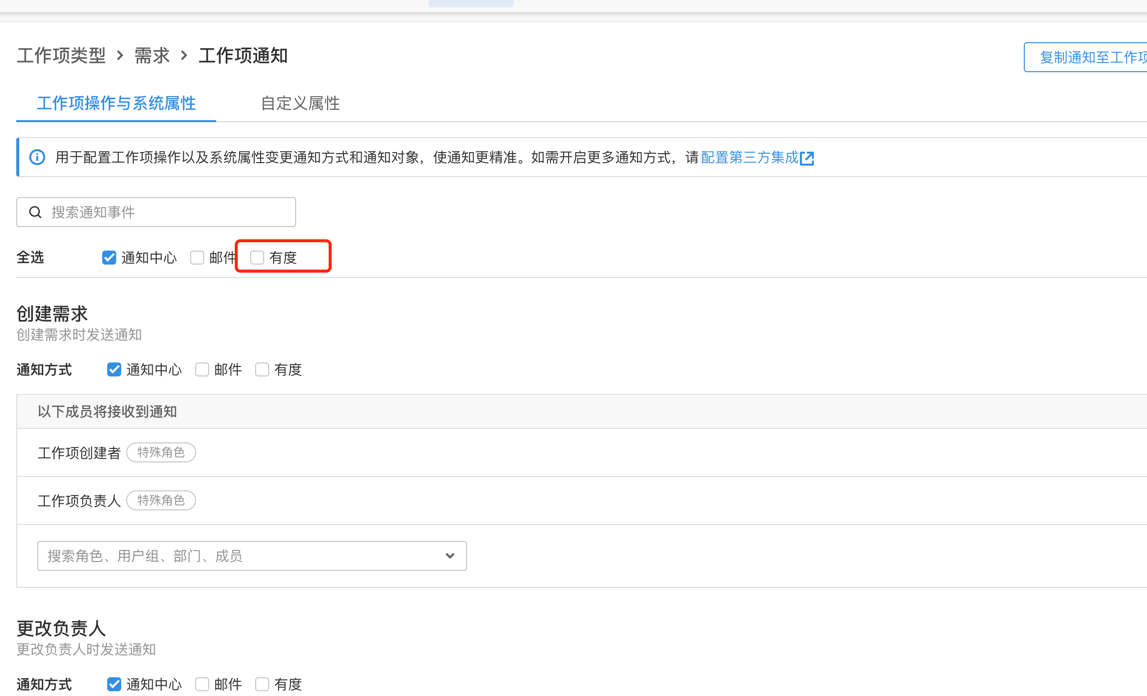 工作项类型 > 需求 > 工作项通知
复制通知至工作项
工作项操作与系统属性 自定义属性
用于配置工作项操作以及系统属性变更通知方式和通知对象，使通知更精准。如需开启更多通知方式，请配置第三方集成
搜索通知事件
全选 通知中心 邮件 有度
创建需求
创建需求时发送通知
通知方式 通知中心 邮件 有度
以下成员将接收到通知
工作项创建者 特殊角色
工作项负责人 特殊角色
搜索角色、用户组、部门、成员
更改负责人
更改负责人时发送通知
通知方式 通知中心 邮件 有度